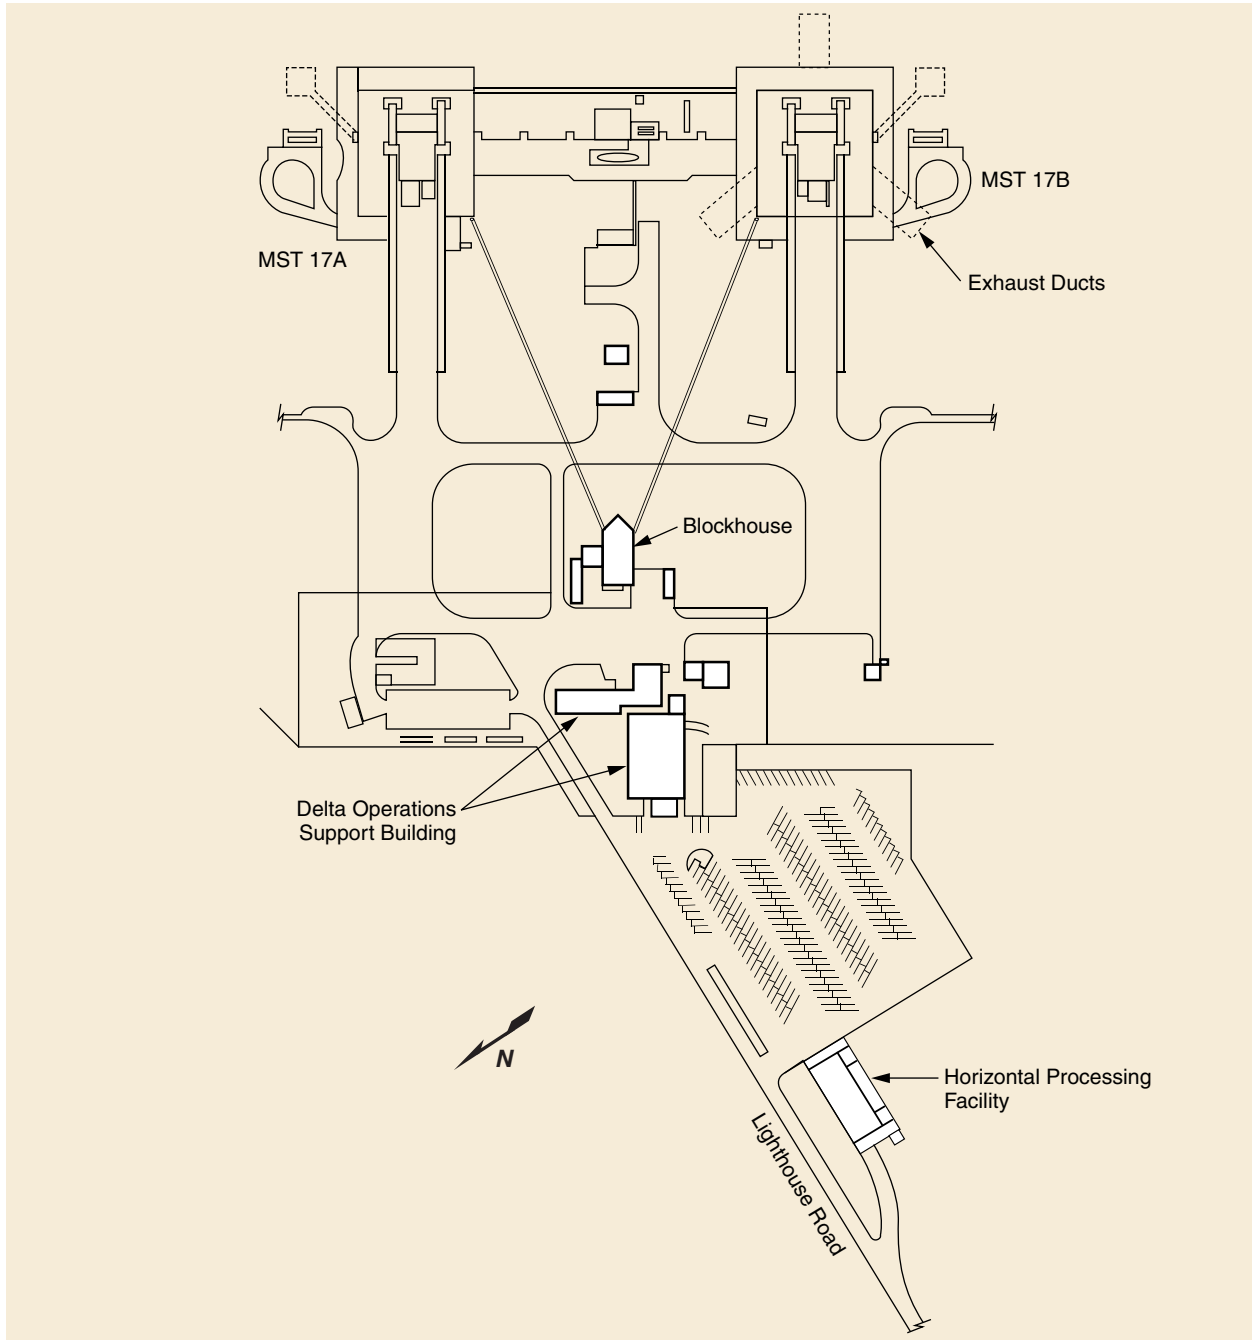 MST 17B
MST 17A
Exhaust Ducts
Blockhouse
Delta Operations
Support Building
N
Horizontal Processing
Facility
Lighthouse Road